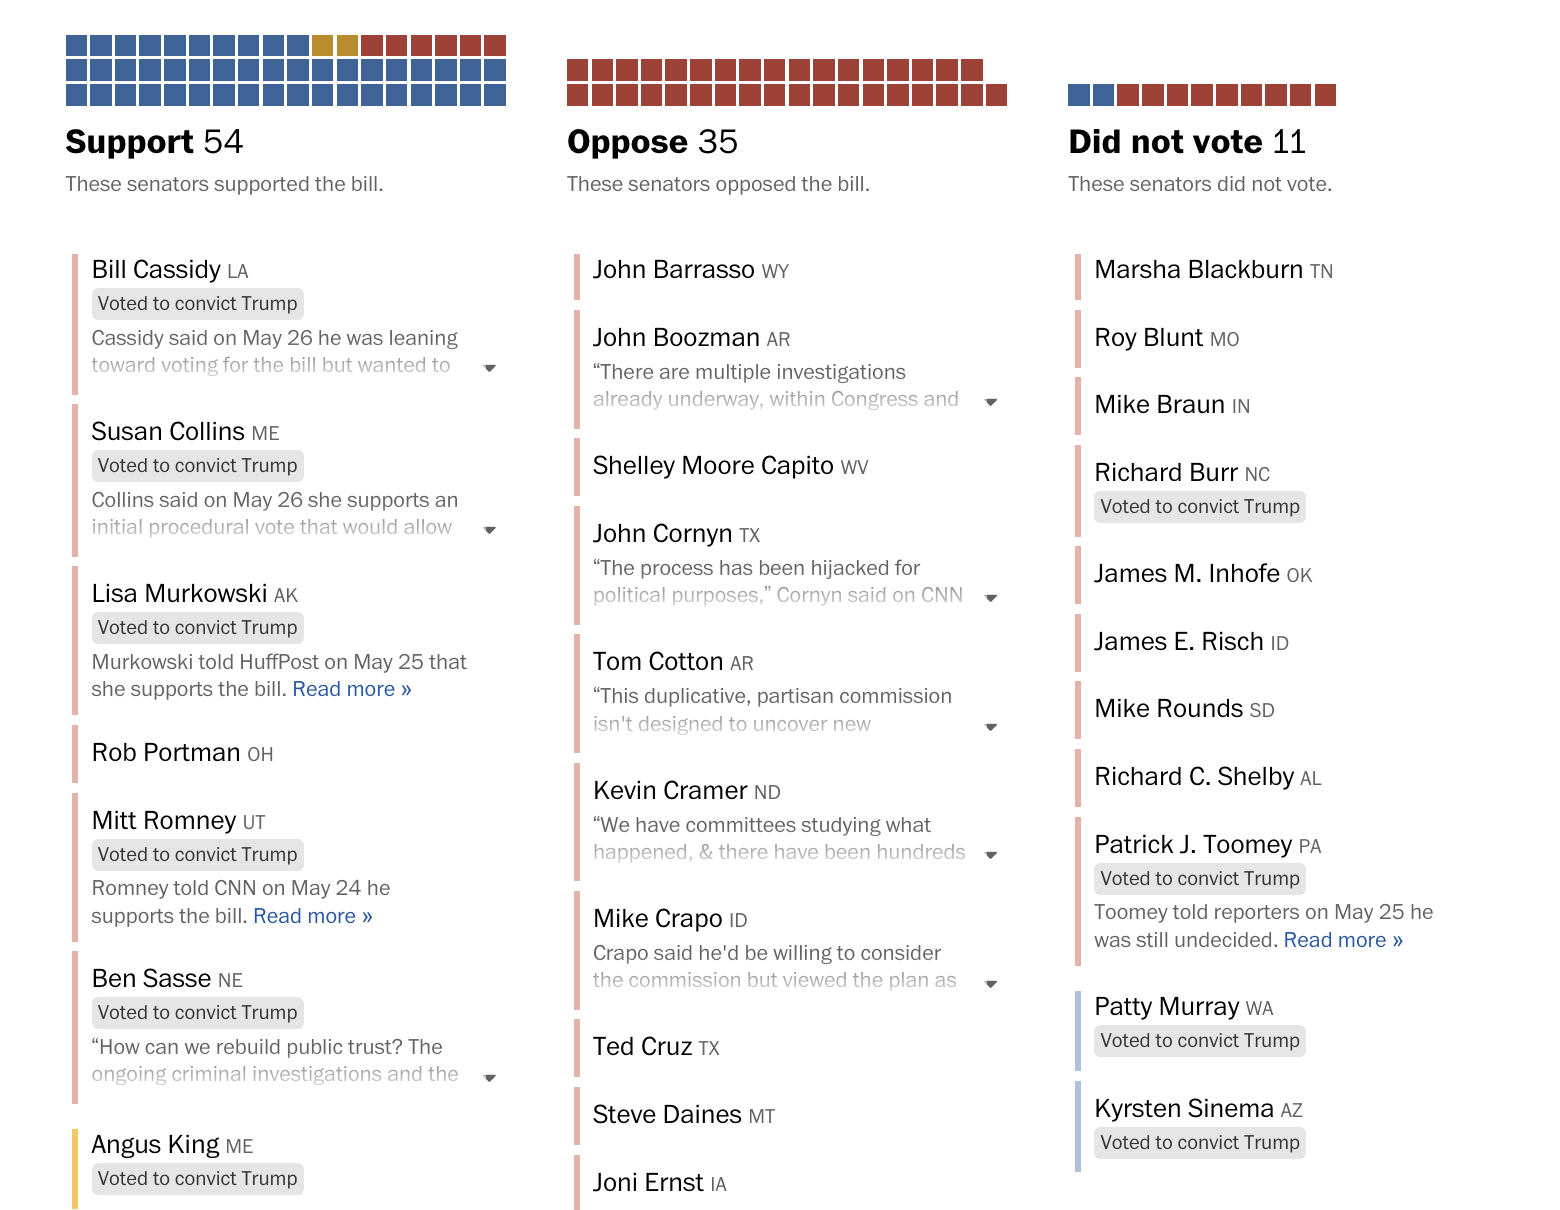 Support 54
These senators supported the bill.
Bill Cassidy LA
Voted to convict Trump
Cassidy said on May 26 he was leaning
toward voting for the bill but wanted to
Susan Collins ME
Voted to convict Trump
Collins said on May 26 she supports an
initial procedural vote that would allow
Lisa Murkowski AK
Voted to convict Trump
Murkowski told HuffPost on May 25 that
she supports the bill. Read more »
Rob Portman OH
Mitt Romney UT
Voted to convict Trump
Romney told CNN on May 24 he
supports the bill. Read more »
Ben Sasse NE
Voted to convict Trump
“How can we rebuild public trust? The
ongoing criminal investigations and the
Angus King ME
Voted to convict Trump
Oppose 35
These senators opposed the bill.
John Barrasso WY
John Boozman AR
“There are multiple investigations
already underway, within Congress and
Shelley Moore Capito WV
John Cornyn TX
“The process has been hijacked for
political purposes,” Cornyn said on CNN
Tom Cotton AR
“This duplicative, partisan commission
isn't designed to uncover new
Kevin Cramer ND
“We have committees studying what
happened, & there have been hundreds
Mike Crapo ID
Crapo said he'd be willing to consider
the commission but viewed the plan as
Ted Cruz TX
Steve Daines MT
Joni Ernst IA
Did not vote 11
These senators did not vote.
Marsha Blackburn TN
Roy Blunt MO
Mike Braun IN
Richard Burr NC
Voted to convict Trump
James M. Inhofe OK
James E. Risch ID
Mike Rounds SD
Richard C. Shelby AL
Patrick J. Toomey PA
Voted to convict Trump
Toomey told reporters on May 25 he
was still undecided. Read more »
Patty Murray WA
Voted to convict Trump
Kyrsten Sinema AZ
Voted to convict Trump